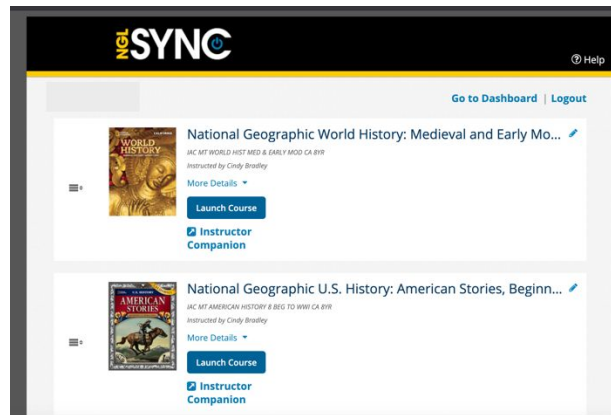 NGL SYNC
Help
Go to Dashboard | Logout
WORLD
HISTORY
National Geographic World History: Medieval and Early Mo...
IAC MT WORLD HIST MED & EARLY MOD CA 8YR
Instructed by Cindy Bradley
More Details
Launch Course
Instructor
Companion
AMERICAN
STORIES
National Geographic U.S. History: American Stories, Beginn...
IAC MT AMERICAN HISTORY B BEG TO WWI CA 8YR
Instructed by Cindy Bradley
More Details
Launch Course
Instructor
Companion